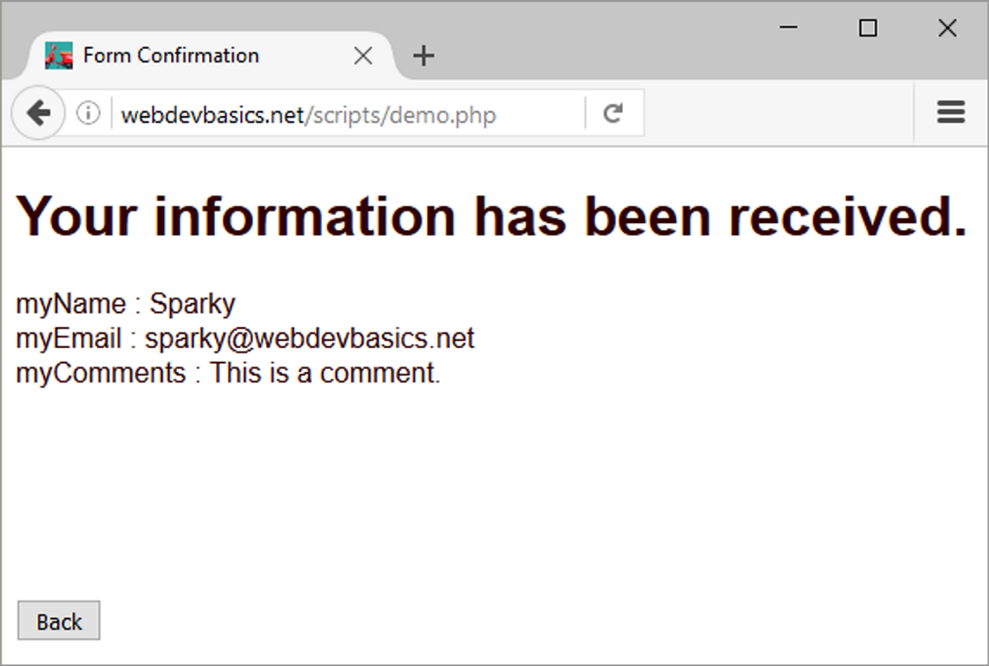 Form Confirmation
webdevbasics.net/scripts/demo.php
Your information has been received.
myName : Sparky
myEmail : sparky@webdevbasics.net
myComments : This is a comment.
Back